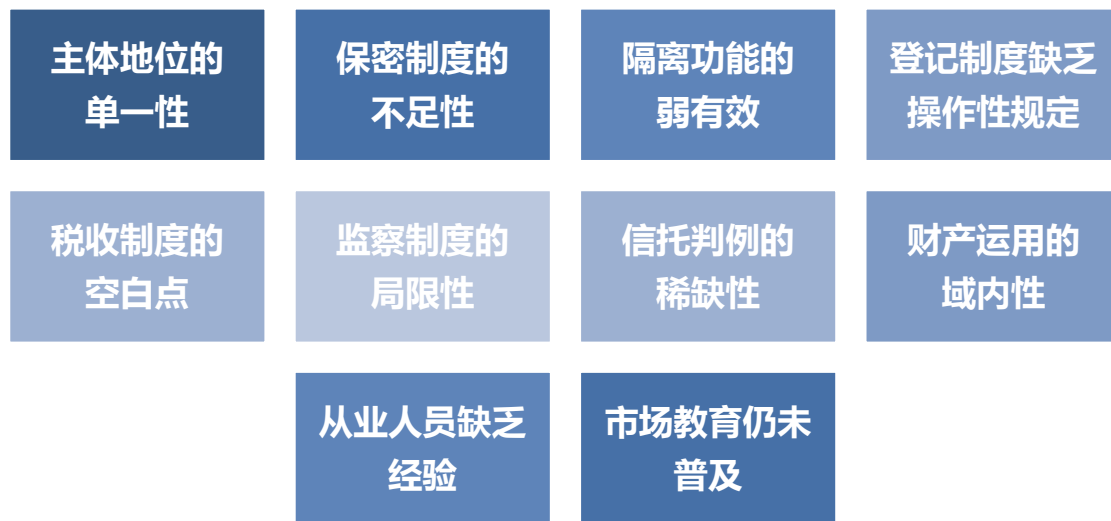 主体地位的
单一性
保密制度的
不足性
隔离功能的
弱有效
登记制度缺乏
操作性规定
税收制度的
空白点
监察制度的
局限性
信托判例的
稀缺性
财产运用的
域内性
从业人员缺乏
经验
市场教育仍未
普及